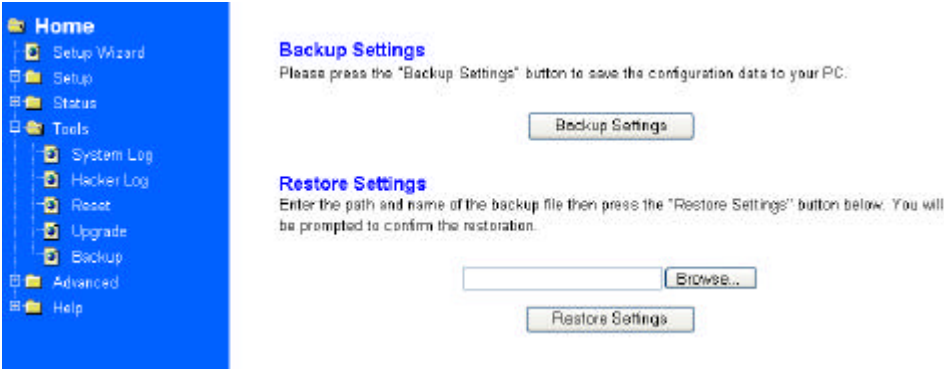 Home
Setup Wizard
Setup
Status
Tools
System Log
Hacker Log
Reset
Upgrade
Backup
Advanced
Help
Backup Settings
Please press the "Backup Settings" button to save the configuration data to your PC.
Backup Settings
Restore Settings
Enter the path and name of the backup file then press the "Restore Settings" button below. You will
be prompted to confirm the restoration.
Browse...
Restore Settings